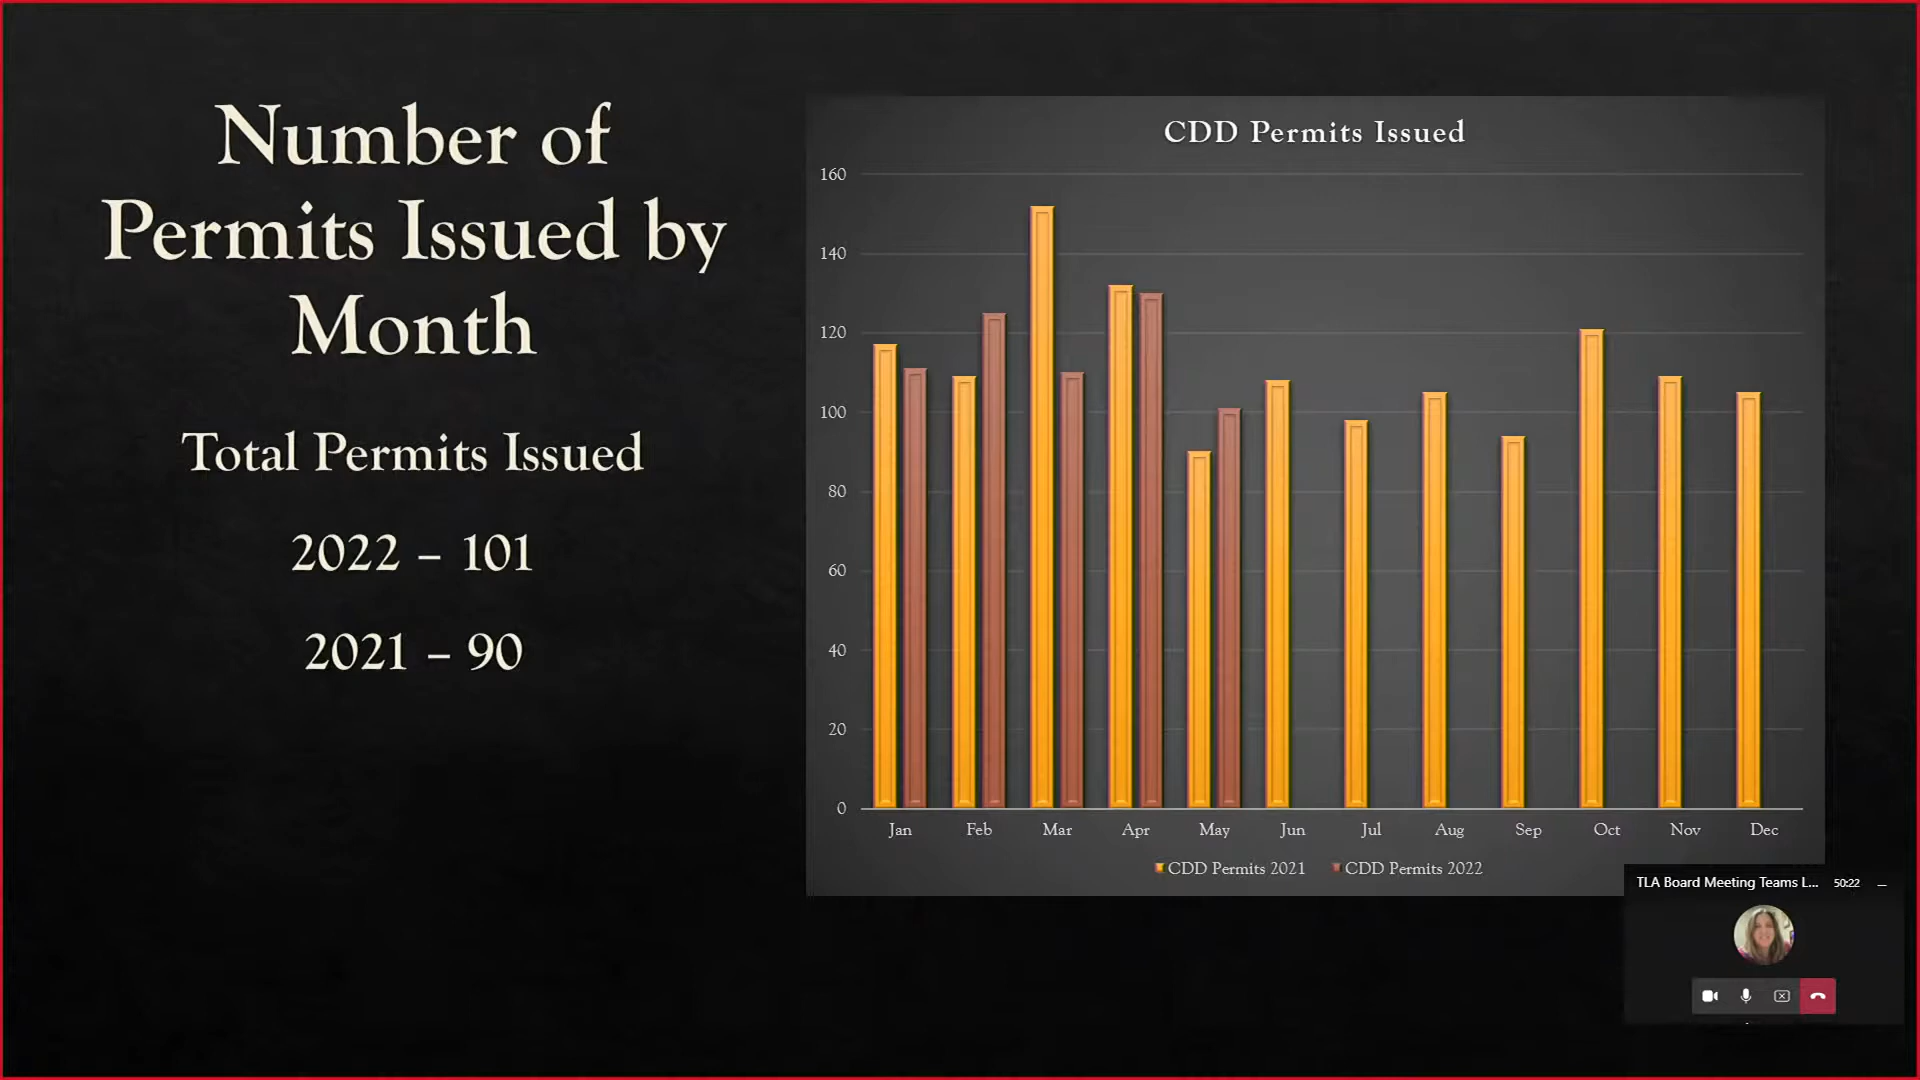 Number of
Permits Issued by
Month
Total Permits Issued
2022 – 101
2021 – 90
CDD Permits Issued
160
140
120
100
80
60
40
20
0
Jan Feb Mar Apr May Jun Jul Aug Sep Oct Nov Dec
CDD Permits 2021 CDD Permits 2022
TLA Board Meeting Teams L... 50:22